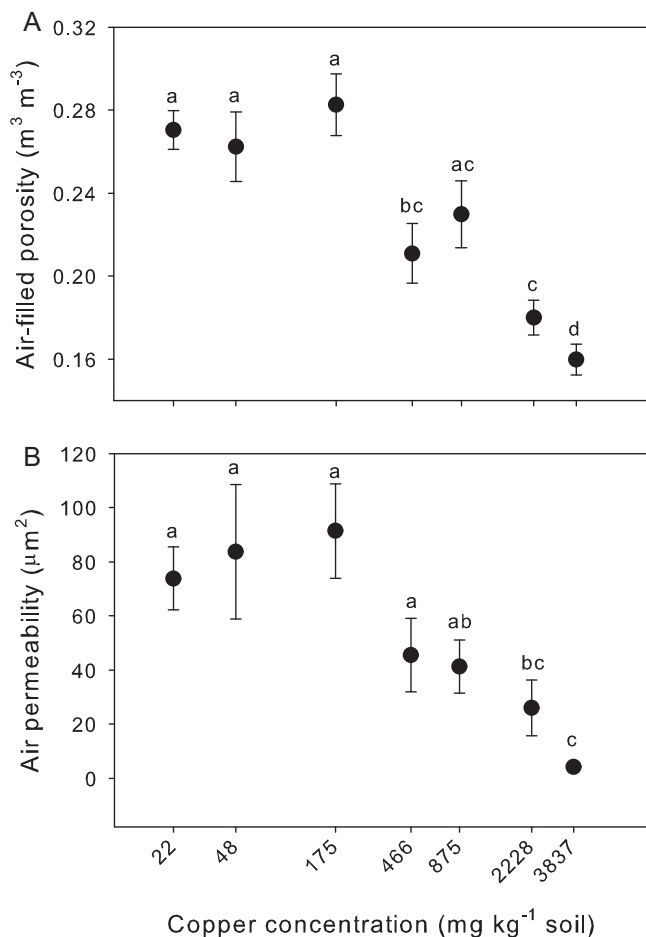 A
0.32
0.28
0.24
0.20
0.16
Air-filled porosity (m³ m⁻³)
a
a
a
bc
ac
c
d
B
120
100
80
60
40
20
0
Air permeability (µm²)
a
a
a
a
ab
bc
c
22
48
175
466
875
2228
3837
Copper concentration (mg kg⁻¹ soil)